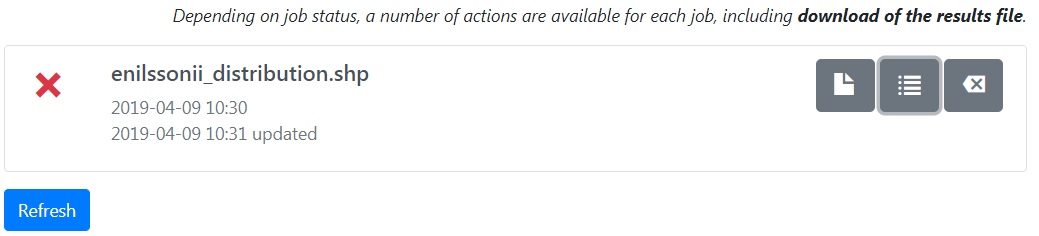 Depending on job status, a number of actions are available for each job, including download of the results file.
enilssonii_distribution.shp
2019-04-09 10:30
2019-04-09 10:31 updated
Refresh